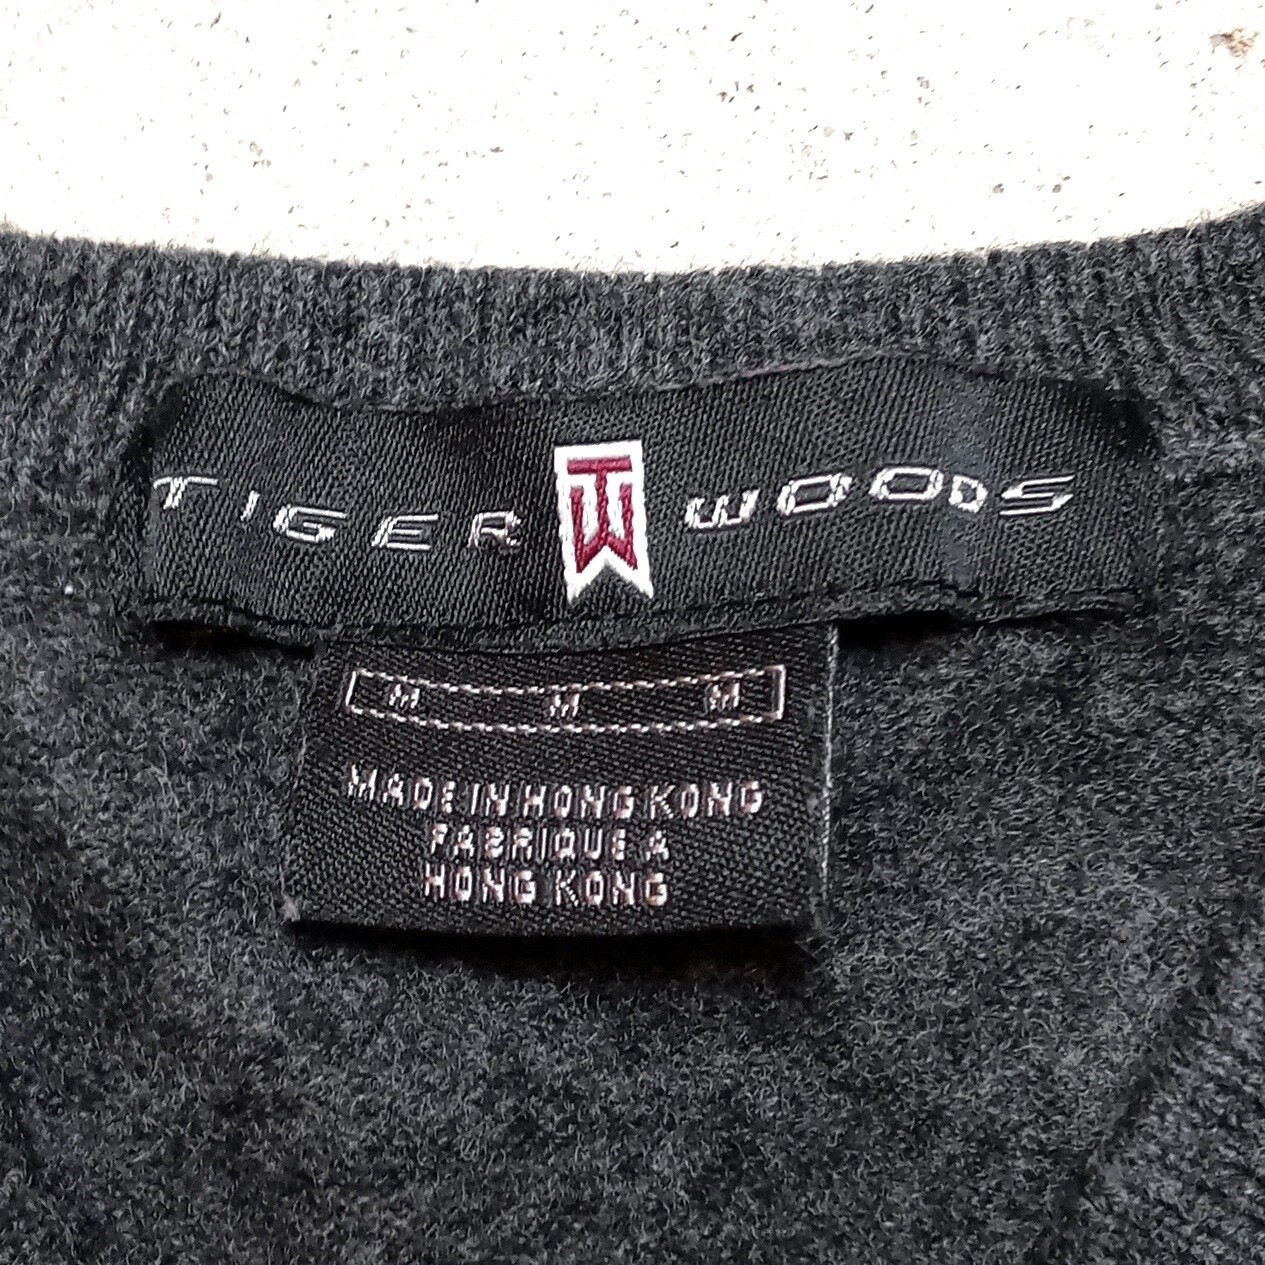 TIGER TW WOODS
M M M
MADE IN HONG KONG
FABRIQUE A
HONG KONG